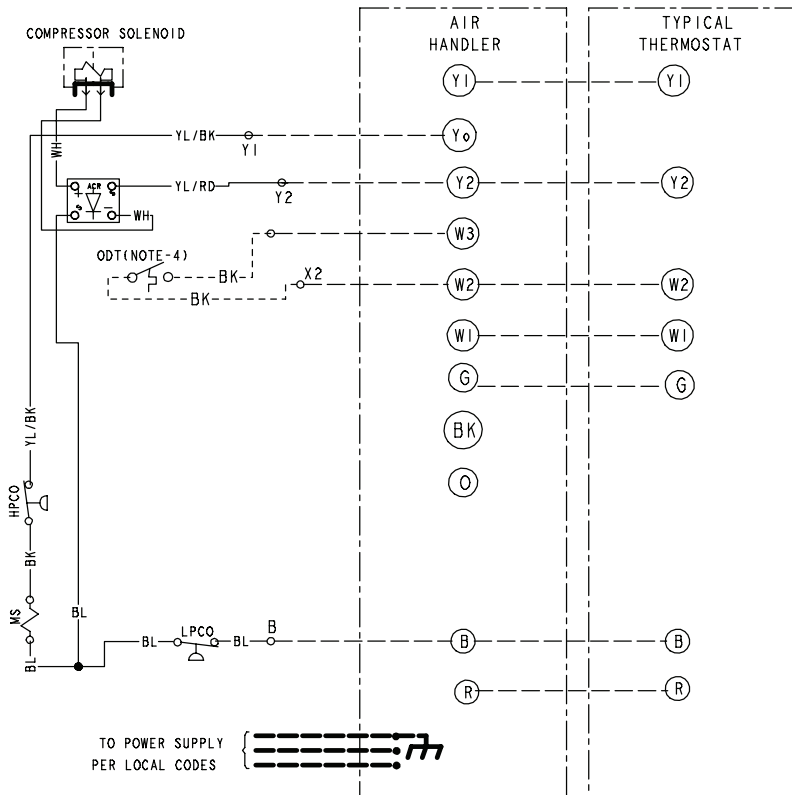 AIR HANDLER
TYPICAL THERMOSTAT
COMPRESSOR SOLENOID
Y1
Y1
YL/BK
Y1
Yo
WH
ACR
YL/RD
Y2
Y2
Y2
WH
W3
ODT(NOTE-4)
BK
BK
X2
W2
W2
W1
W1
G
G
BK
O
YL/BK
HPCO
BK
MS
BL
BL
BL
LPCO
BL
B
B
B
R
R
TO POWER SUPPLY
PER LOCAL CODES